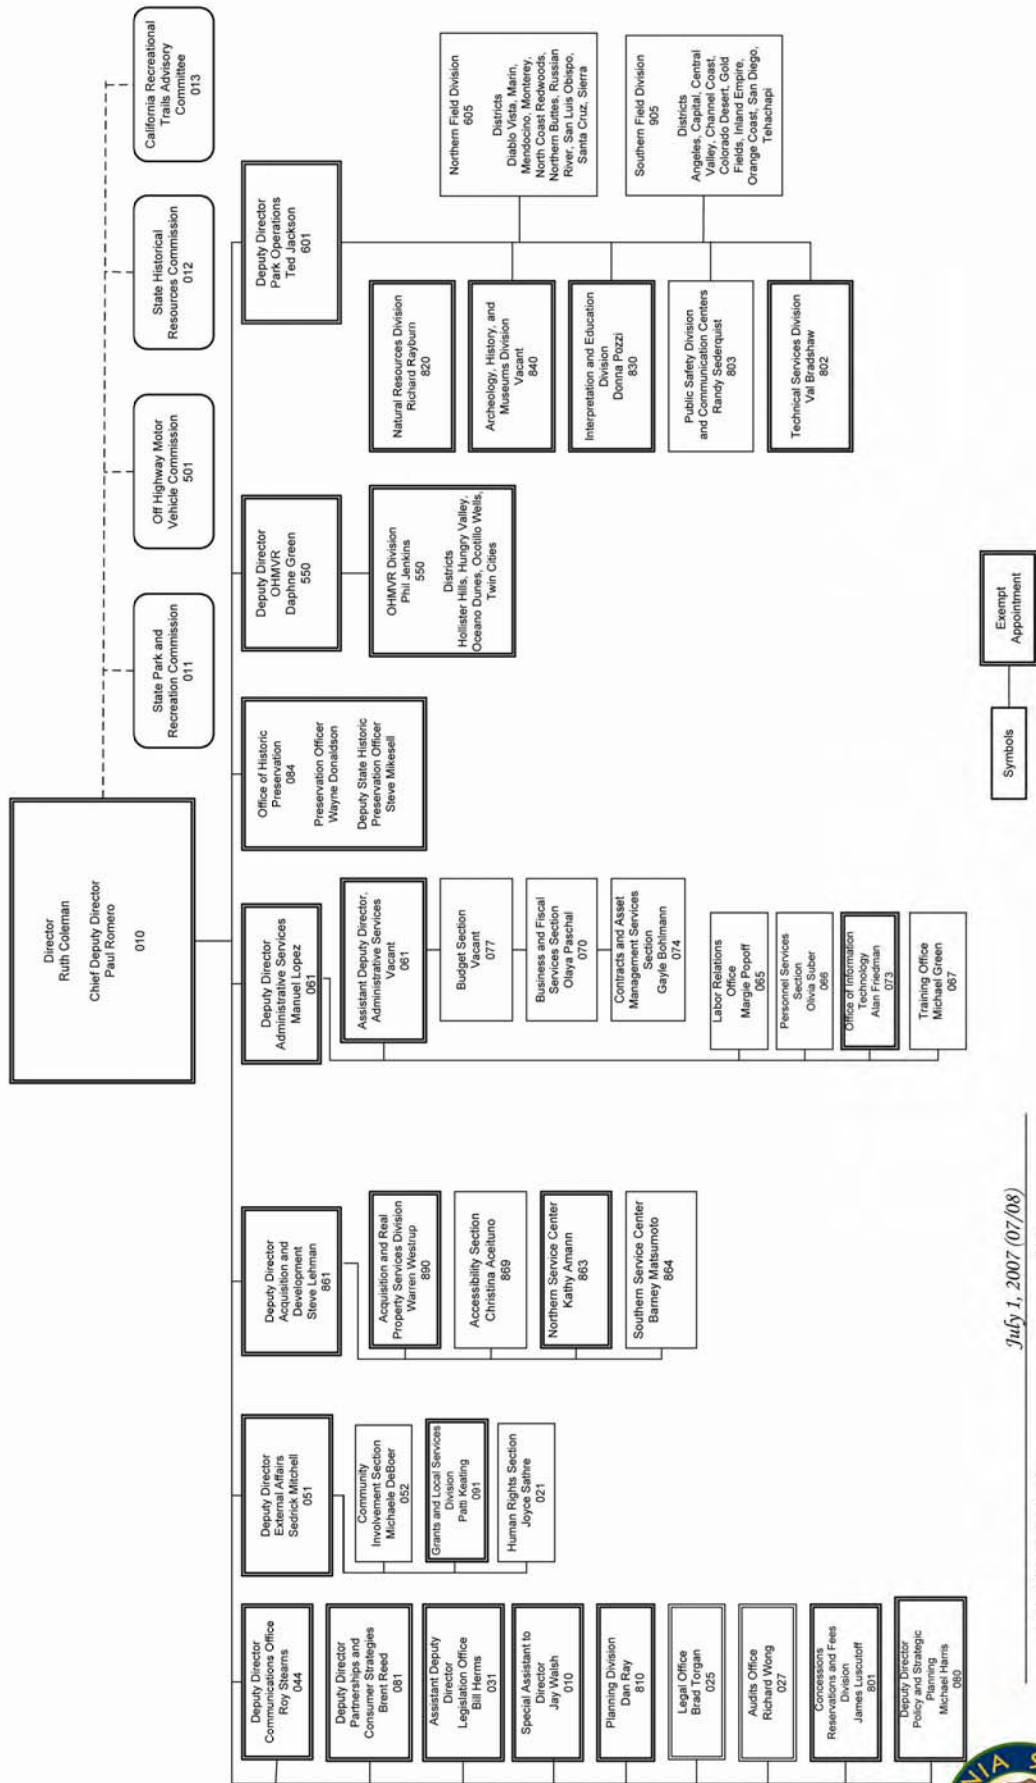 Director
Ruth Coleman
Chief Deputy Director
Paul Romero
010
State Park and
Recreation Commission
011
Off Highway Motor
Vehicle Commission
501
State Historical
Resources Commission
012
California Recreational
Trails Advisory
Committee
013
Deputy Director
Communications Office
Roy Stearns
044
Deputy Director
Partnerships and
Consumer Strategies
Brent Reed
081
Assistant Deputy
Director
Legislation Office
Bill Herms
031
Special Assistant to
Director
Jay Walsh
010
Planning Division
Dan Ray
810
Legal Office
Brad Torgan
025
Audits Office
Richard Wong
027
Concessions
Reservations and Fees
Division
James Luscutoff
801
Deputy Director
Policy and Strategic
Planning
Michael Harris
080
Deputy Director
External Affairs
Sedrick Mitchell
051
Community
Involvement Section
Michaele DeBoer
052
Grants and Local Services
Division
Patti Keating
091
Human Rights Section
Joyce Sathre
021
Deputy Director
Acquisition and
Development
Steve Lehman
861
Acquisition and Real
Property Services Division
Warren Westrup
890
Accessibility Section
Christina Aceituno
869
Northern Service Center
Kathy Amann
863
Southern Service Center
Barney Matsumoto
864
Deputy Director
Administrative Services
Manuel Lopez
061
Assistant Deputy Director,
Administrative Services
Vacant
061
Budget Section
Vacant
077
Business and Fiscal
Services Section
Olaya Paschal
070
Contracts and Asset
Management Services
Section
Gayle Bohlmann
074
Labor Relations
Office
Margie Popoff
065
Personnel Services
Section
Olivia Suber
066
Office of Information
Technology
Alan Friedman
073
Training Office
Michael Green
067
Office of Historic
Preservation
084
Preservation Officer
Wayne Donaldson
Deputy State Historic
Preservation Officer
Steve Mikesell
Deputy Director
OHMVR
Daphne Green
550
OHMVR Division
Phil Jenkins
550
Districts
Hollister Hills, Hungry Valley,
Oceano Dunes, Ocotillo Wells,
Twin Cities
Deputy Director
Park Operations
Ted Jackson
601
Natural Resources Division
Richard Rayburn
820
Archeology, History, and
Museums Division
Vacant
840
Interpretation and Education
Division
Donna Pozzi
830
Public Safety Division
and Communication Centers
Randy Sederquist
803
Technical Services Division
Val Bradshaw
802
Northern Field Division
605
Districts
Diablo Vista, Marin,
Mendocino, Monterey,
North Coast Redwoods,
Northern Buttes, Russian
River, San Luis Obispo,
Santa Cruz, Sierra
Southern Field Division
905
Districts
Angeles, Capital, Central
Valley, Channel Coast,
Colorado Desert, Gold
Fields, Inland Empire,
Orange Coast, San Diego,
Tehachapi
Symbols
Exempt
Appointment
July 1, 2007 (07/08)